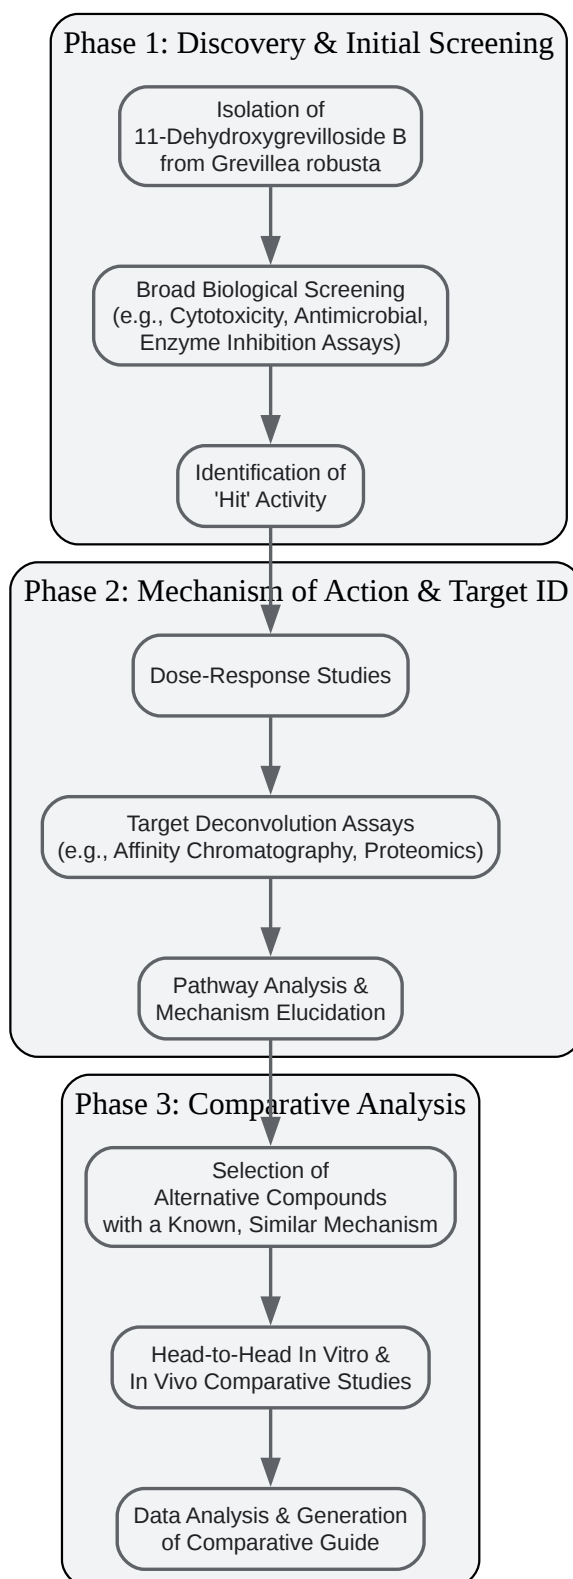 Phase 1: Discovery & Initial Screening
Isolation of
11-Dehydroxygrevilloside B
from Grevillea robusta
Broad Biological Screening
(e.g., Cytotoxicity, Antimicrobial,
Enzyme Inhibition Assays)
Identification of
'Hit' Activity
Phase 2: Mechanism of Action & Target ID
Dose-Response Studies
Target Deconvolution Assays
(e.g., Affinity Chromatography, Proteomics)
Pathway Analysis &
Mechanism Elucidation
Phase 3: Comparative Analysis
Selection of
Alternative Compounds
with a Known, Similar Mechanism
Head-to-Head In Vitro &
In Vivo Comparative Studies
Data Analysis & Generation
of Comparative Guide